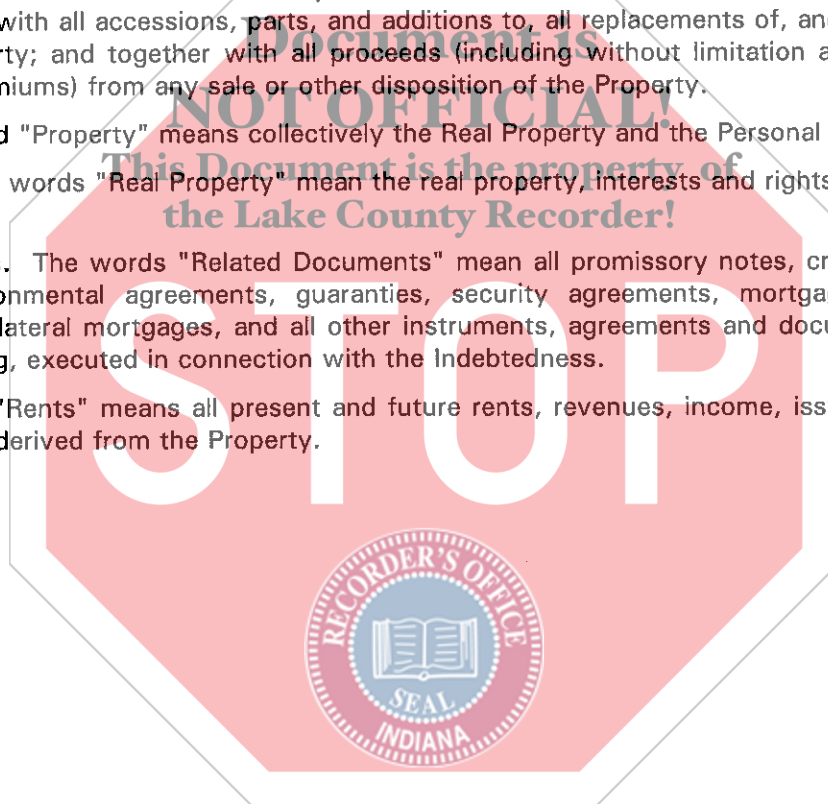 with all accessions, parts, and additions to, all replacements of, an
rty; and together with all proceeds (including without limitation a
miums) from any sale or other disposition of the Property.
d "Property" means collectively the Real Property and the Personal
words "Real Property" mean the real property, interests and rights
. The words "Related Documents" mean all promissory notes, cr
onmental agreements, guaranties, security agreements, mortga
lateral mortgages, and all other instruments, agreements and docu
g, executed in connection with the Indebtedness.
"Rents" means all present and future rents, revenues, income, iss
derived from the Property.
Document is
NOT OFFICIAL!
This Document is the property of
the Lake County Recorder!
STOP
RECORDER'S OFFICE
SEAL
INDIANA